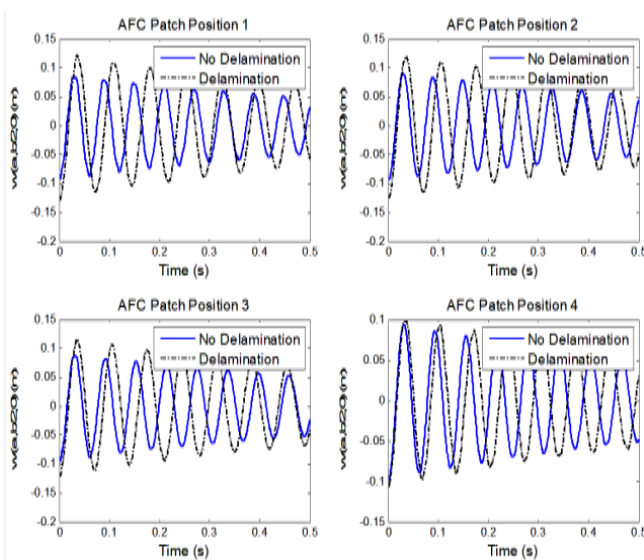 AFC Patch Position 1
No Delamination
Delamination
0.15
0.1
0.05
0
-0.05
-0.1
-0.15
-0.2
0 0.1 0.2 0.3 0.4 0.5
Time (s)
AFC Patch Position 2
No Delamination
Delamination
0.15
0.1
0.05
0
-0.05
-0.1
-0.15
-0.2
0 0.1 0.2 0.3 0.4 0.5
Time (s)
AFC Patch Position 3
No Delamination
Delamination
0.15
0.1
0.05
0
-0.05
-0.1
-0.15
-0.2
0 0.1 0.2 0.3 0.4 0.5
Time (s)
AFC Patch Position 4
No Delamination
Delamination
0.1
0.05
0
-0.05
-0.1
-0.15
0 0.1 0.2 0.3 0.4 0.5
Time (s)